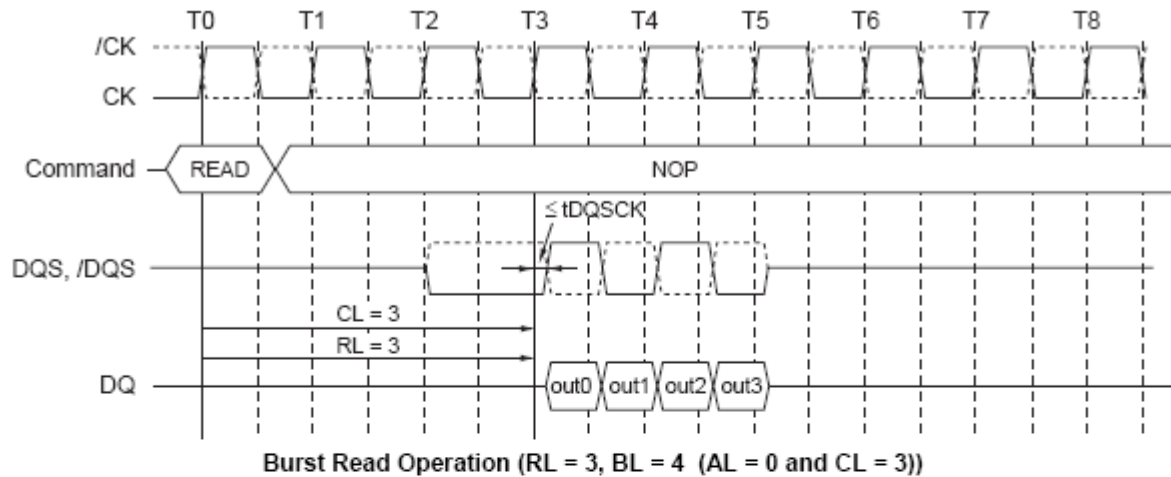 T0 T1 T2 T3 T4 T5 T6 T7 T8
/CK
CK
Command READ NOP
≤ tDQSCK
DQS, /DQS
CL = 3
RL = 3
DQ out0 out1 out2 out3
Burst Read Operation (RL = 3, BL = 4 (AL = 0 and CL = 3))